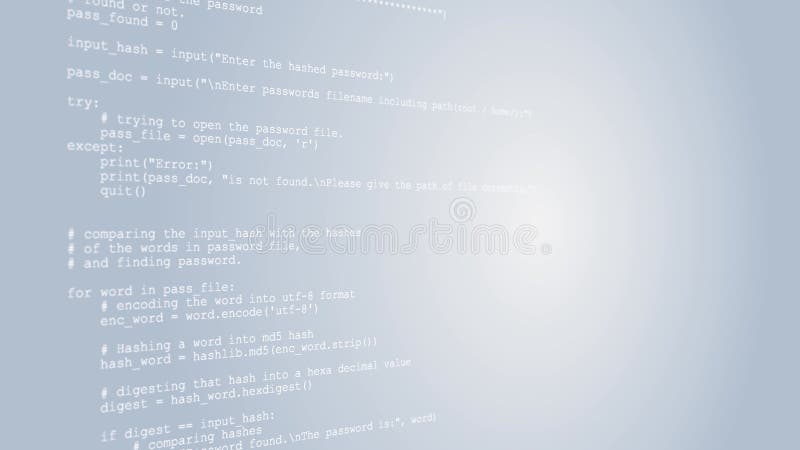 # found or not.
the password
pass_found = 0
******************")
input_hash = input("Enter the hashed password:")
pass_doc = input("\nEnter passwords filename including path(root / home/):")
try:
# trying to open the password file.
pass_file = open(pass_doc, 'r')
except:
print("Error:")
print(pass_doc, "is not found.\nPlease give the path of file
quit()
# comparing the input_hash with the hashes
# of the words in password file,
# and finding password.
dreamstime
for word in pass_file:
# encoding the word into utf-8 format
enc_word = word.encode('utf-8')
# Hashing a word into md5 hash
hash_word = hashlib.md5(enc_word.strip())
# digesting that hash into a hexa decimal value
digest = hash_word.hexdigest()
if digest == input_hash:
# comparing hashes
password found.\nThe password is:", word)